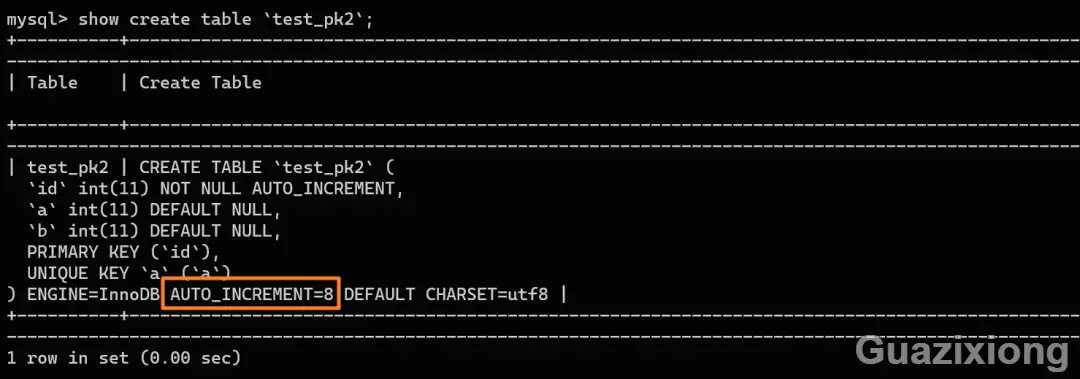 mysql> show create table `test_pk2`;
+----------+----------------------------------------------------------------------------------
--------------------------------------------------------------------------------------------
| Table    | Create Table

+----------+----------------------------------------------------------------------------------
--------------------------------------------------------------------------------------------
| test_pk2 | CREATE TABLE `test_pk2` (
  `id` int(11) NOT NULL AUTO_INCREMENT,
  `a` int(11) DEFAULT NULL,
  `b` int(11) DEFAULT NULL,
  PRIMARY KEY (`id`),
  UNIQUE KEY `a` (`a`)
) ENGINE=InnoDB AUTO_INCREMENT=8 DEFAULT CHARSET=utf8 |
+----------+----------------------------------------------------------------------------------
--------------------------------------------------------------------------------------------
1 row in set (0.00 sec)
Guazixiong